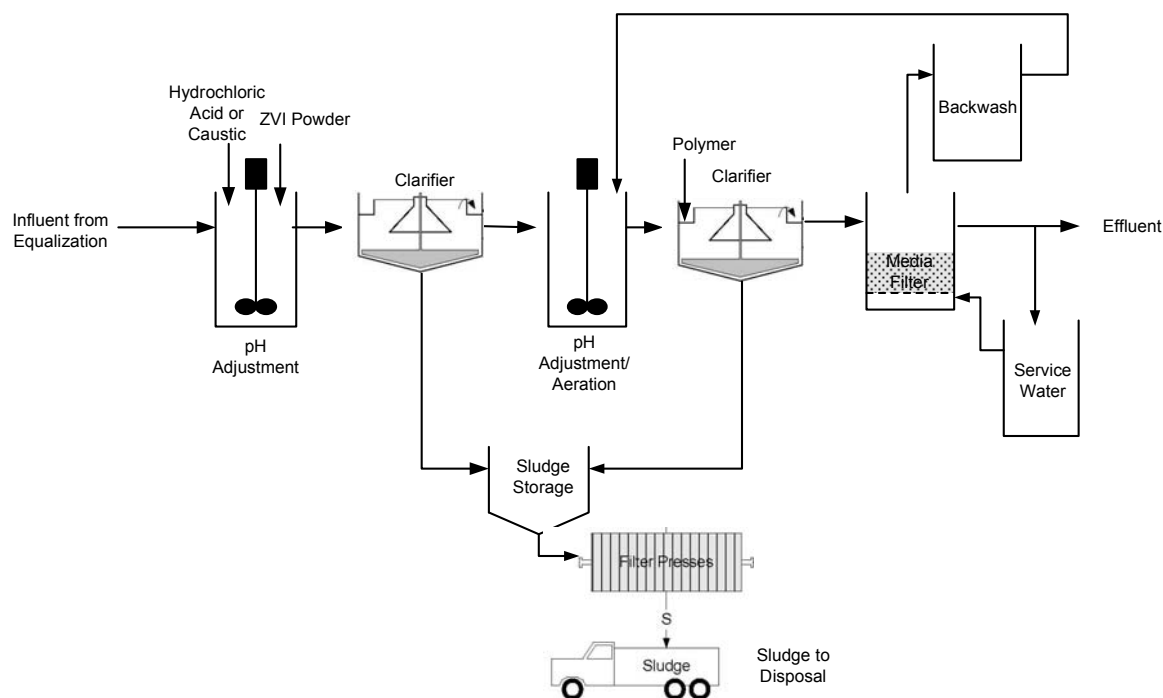 Hydrochloric
Acid or
Caustic
ZVI Powder
Influent from
Equalization
pH
Adjustment
Clarifier
pH
Adjustment/
Aeration
Polymer
Clarifier
Backwash
Media
Filter
Effluent
Service
Water
Sludge
Storage
Filter Presses
S
Sludge
Sludge to
Disposal